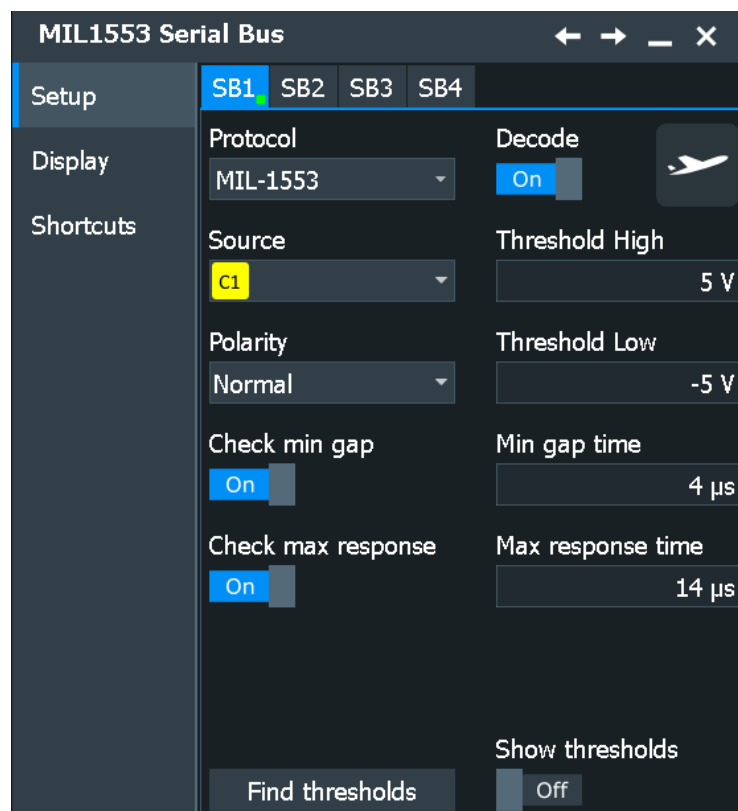 MIL1553 Serial Bus
Setup
Display
Shortcuts
SB1 SB2 SB3 SB4
Protocol
MIL-1553
Decode
On
Source
C1
Threshold High
5 V
Polarity
Normal
Threshold Low
-5 V
Check min gap
On
Min gap time
4 µs
Check max response
On
Max response time
14 µs
Find thresholds
Show thresholds
Off